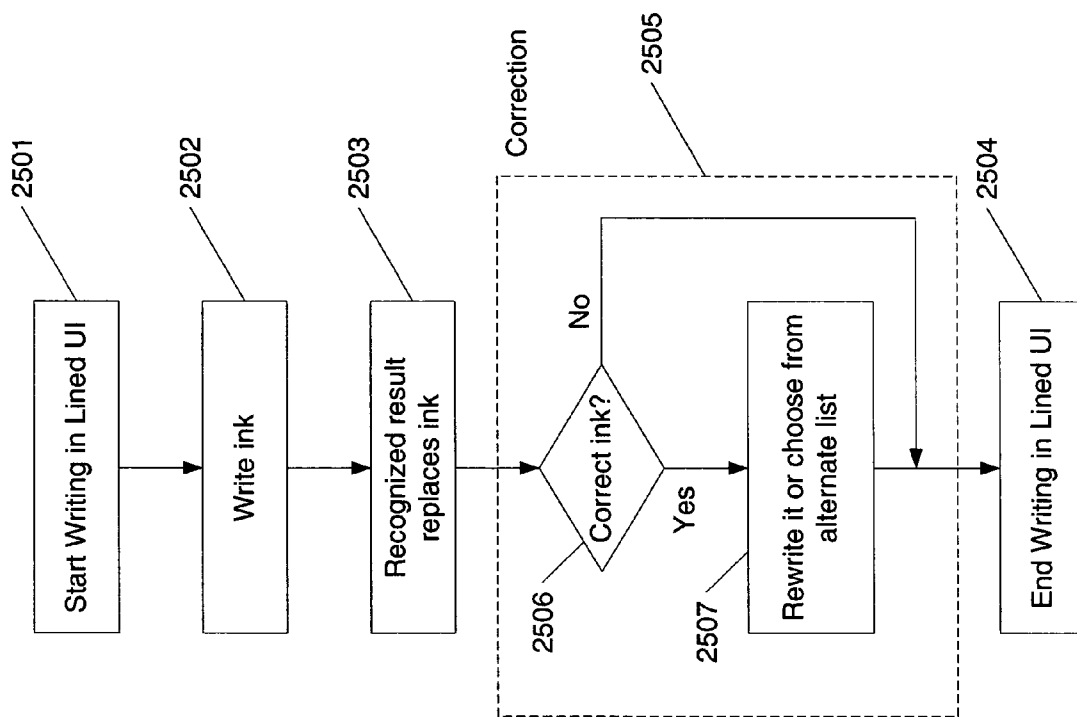 2501
Start Writing in Lined UI
2502
Write ink
2503
Recognized result
replaces ink
Correction
2505
2506
Correct ink?
No
Yes
2507
Rewrite it or choose from
alternate list
2504
End Writing in Lined UI